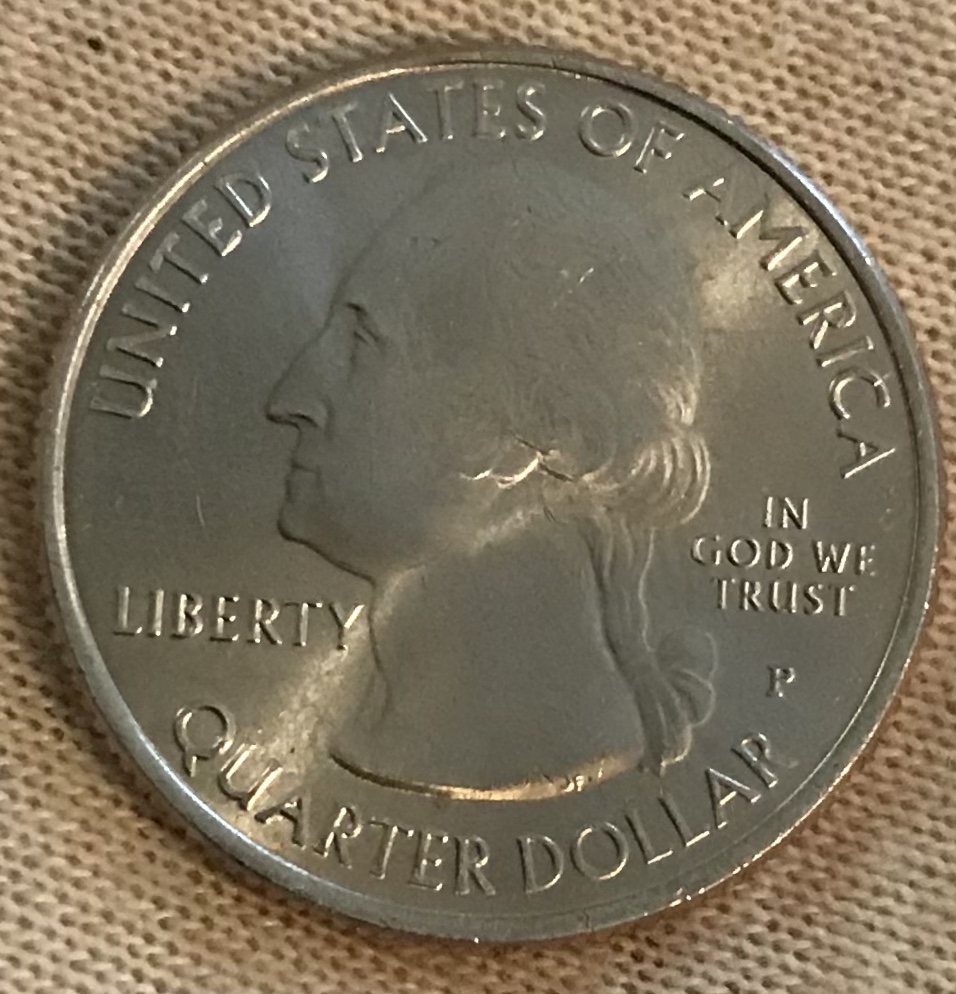 UNITED STATES OF AMERICA
LIBERTY
IN
GOD WE
TRUST
P
QUARTER DOLLAR